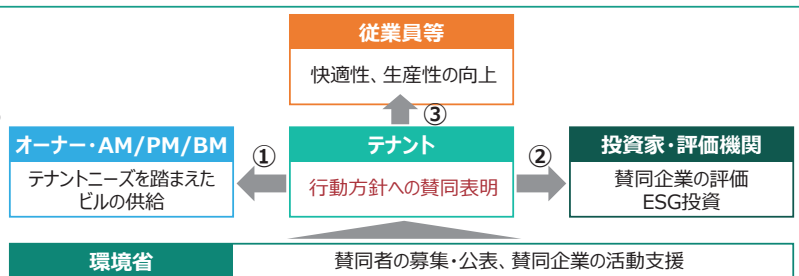 従業員等
快適性、生産性の向上
③
オーナー・AM/PM/BM
テナントニーズを踏まえた
ビルの供給
①
テナント
行動方針への賛同表明
②
投資家・評価機関
賛同企業の評価
ESG投資
環境省
賛同者の募集・公表、賛同企業の活動支援